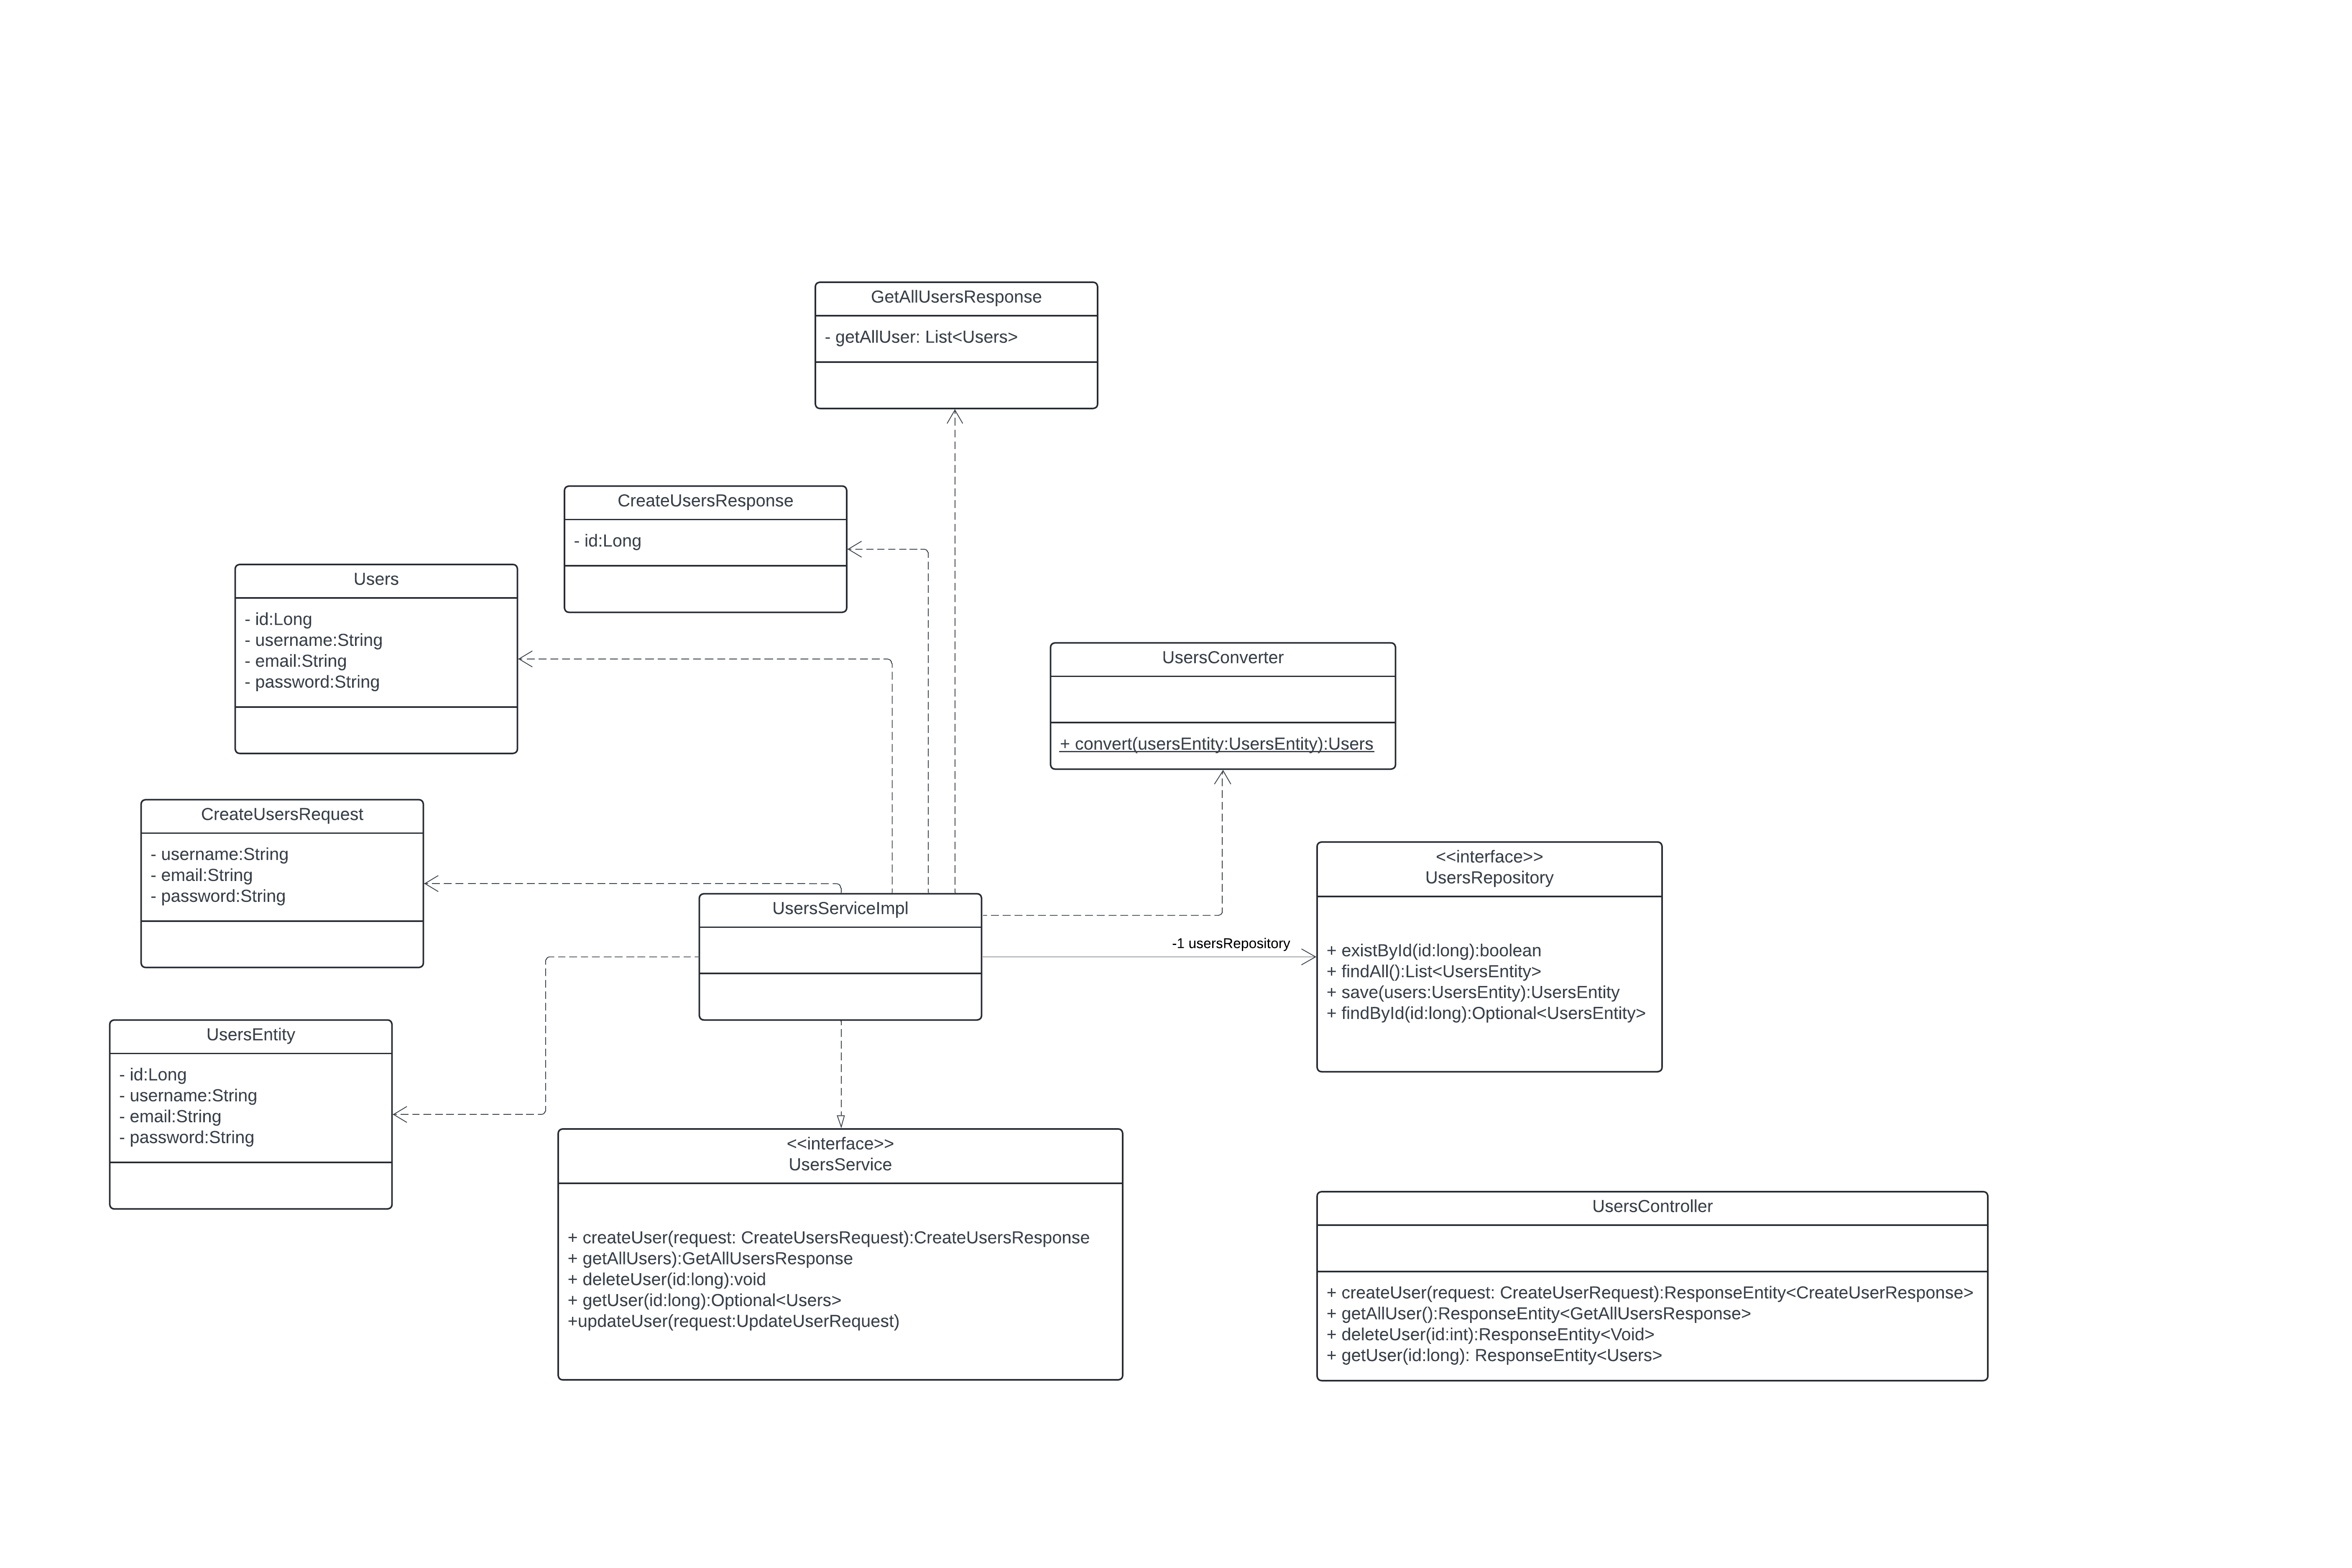 GetAllUsersResponse
- getAllUser: List<Users>
CreateUsersResponse
- id:Long
Users
- id:Long
- username:String
- email:String
- password:String
UsersConverter
+ convert(usersEntity:UsersEntity):Users
CreateUsersRequest
- username:String
- email:String
- password:String
<<interface>>
UsersRepository
+ existById(id:long):boolean
+ findAll():List<UsersEntity>
+ save(users:UsersEntity):UsersEntity
+ findById(id:long):Optional<UsersEntity>
UsersServiceImpl
-1 usersRepository
UsersEntity
- id:Long
- username:String
- email:String
- password:String
<<interface>>
UsersService
+ createUser(request: CreateUsersRequest):CreateUsersResponse
+ getAllUsers):GetAllUsersResponse
+ deleteUser(id:long):void
+ getUser(id:long):Optional<Users>
+updateUser(request:UpdateUserRequest)
UsersController
+ createUser(request: CreateUserRequest):ResponseEntity<CreateUserResponse>
+ getAllUser():ResponseEntity<GetAllUsersResponse>
+ deleteUser(id:int):ResponseEntity<Void>
+ getUser(id:long): ResponseEntity<Users>